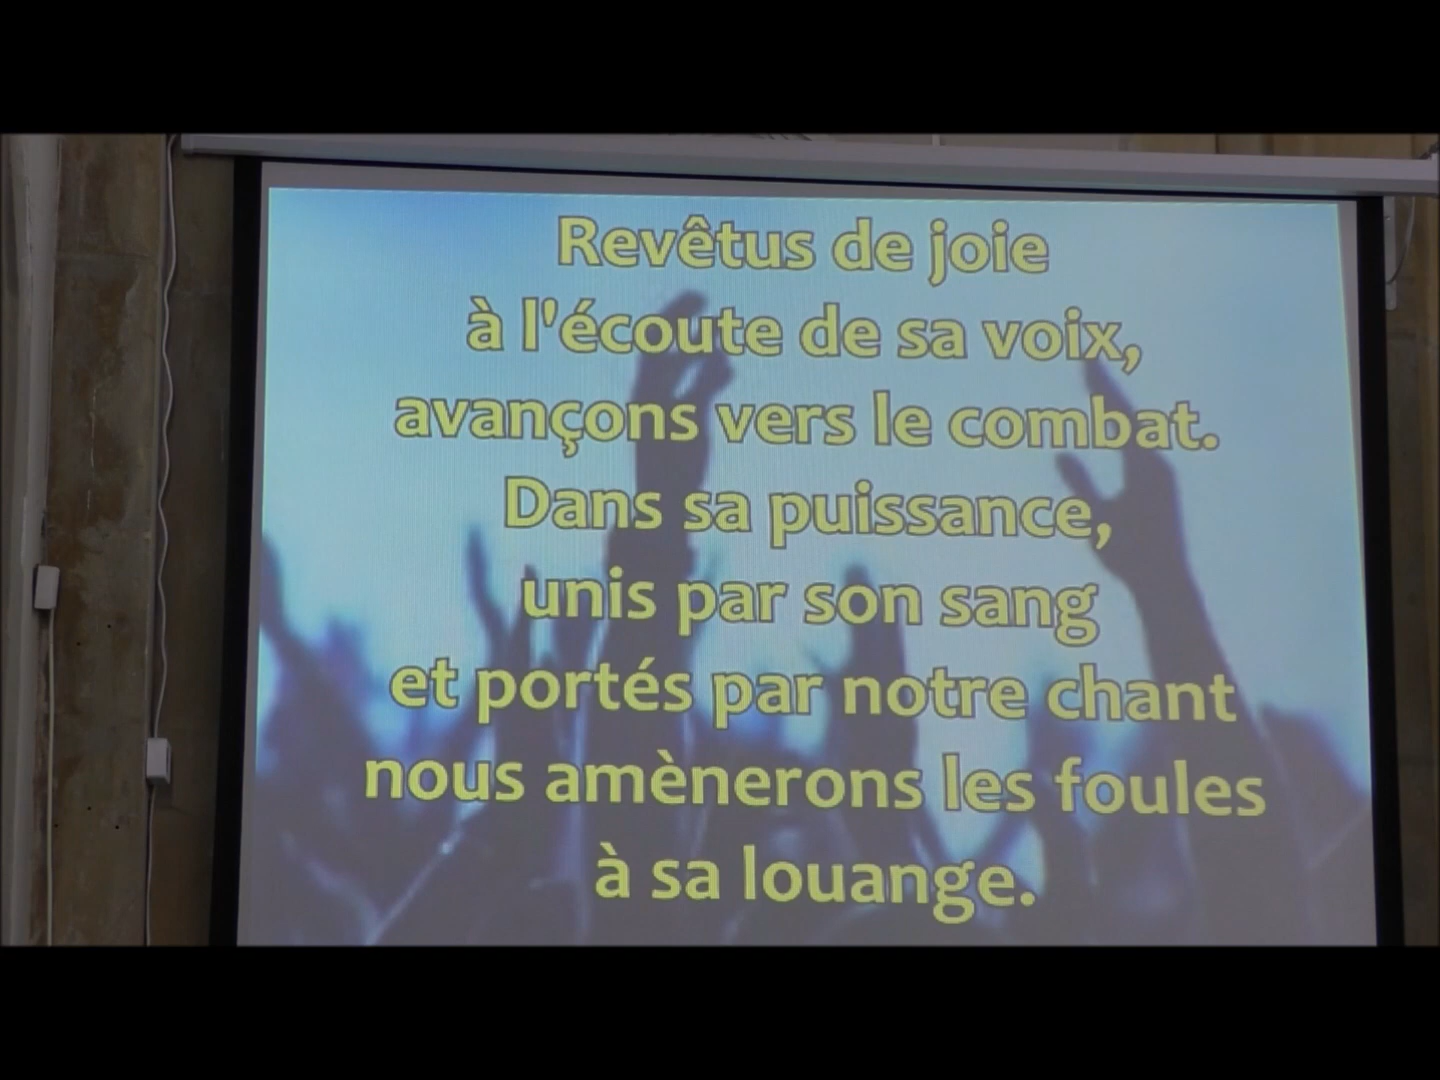 Revêtus de joie
à l'écoute de sa voix,
avançons vers le combat.
Dans sa puissance,
unis par son sang
et portés par notre chant
nous amènerons les foules
à sa louange.